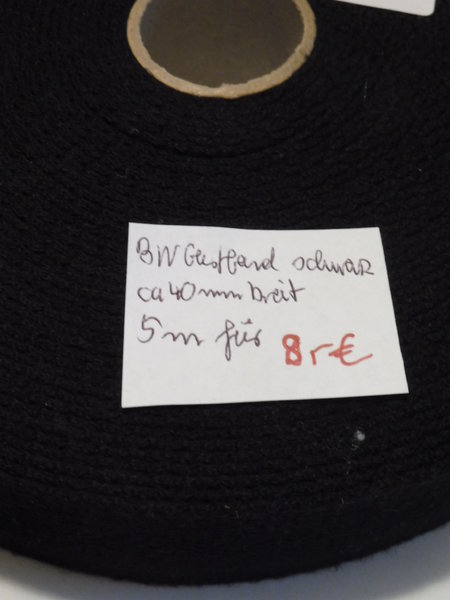 BW Gurtband schwarz
ca 40 mm breit
5 m für 8,-€